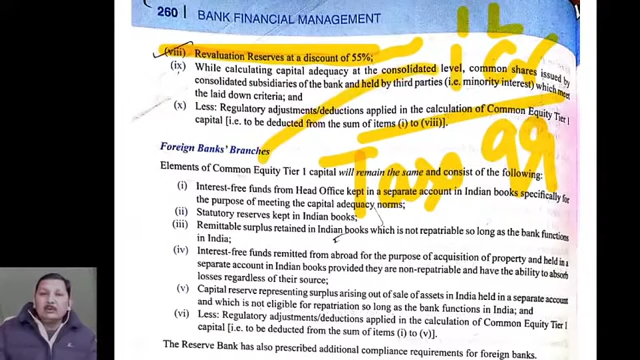 260 | BANK FINANCIAL MANAGEMENT
(viii) Revaluation Reserves at a discount of 55%;
(ix) While calculating capital adequacy at the consolidated level, common shares issued by
consolidated subsidiaries of the bank and held by third parties (i.e. minority interest) which meet
the laid down criteria; and
(x) Less: Regulatory adjustments/deductions applied in the calculation of Common Equity Tier 1
capital [i.e. to be deducted from the sum of items (i) to (viii)].
Foreign Banks' Branches
Elements of Common Equity Tier 1 capital will remain the same and consist of the following:
(i) Interest-free funds from Head Office kept in a separate account in Indian books specifically for
the purpose of meeting the capital adequacy norms;
(ii) Statutory reserves kept in Indian books;
(iii) Remittable surplus retained in Indian books which is not repatriable so long as the bank functions
in India;
(iv) Interest-free funds remitted from abroad for the purpose of acquisition of property and held in a
separate account in Indian books provided they are non-repatriable and have the ability to absorb
losses regardless of their source;
(v) Capital reserve representing surplus arising out of sale of assets in India held in a separate account
and which is not eligible for repatriation so long as the bank functions in India; and
(vi) Less: Regulatory adjustments/deductions applied in the calculation of Common Equity Tier 1
capital [i.e. to be deducted from the sum of items (i) to (v)].
The Reserve Bank has also prescribed additional compliance requirements for foreign banks.